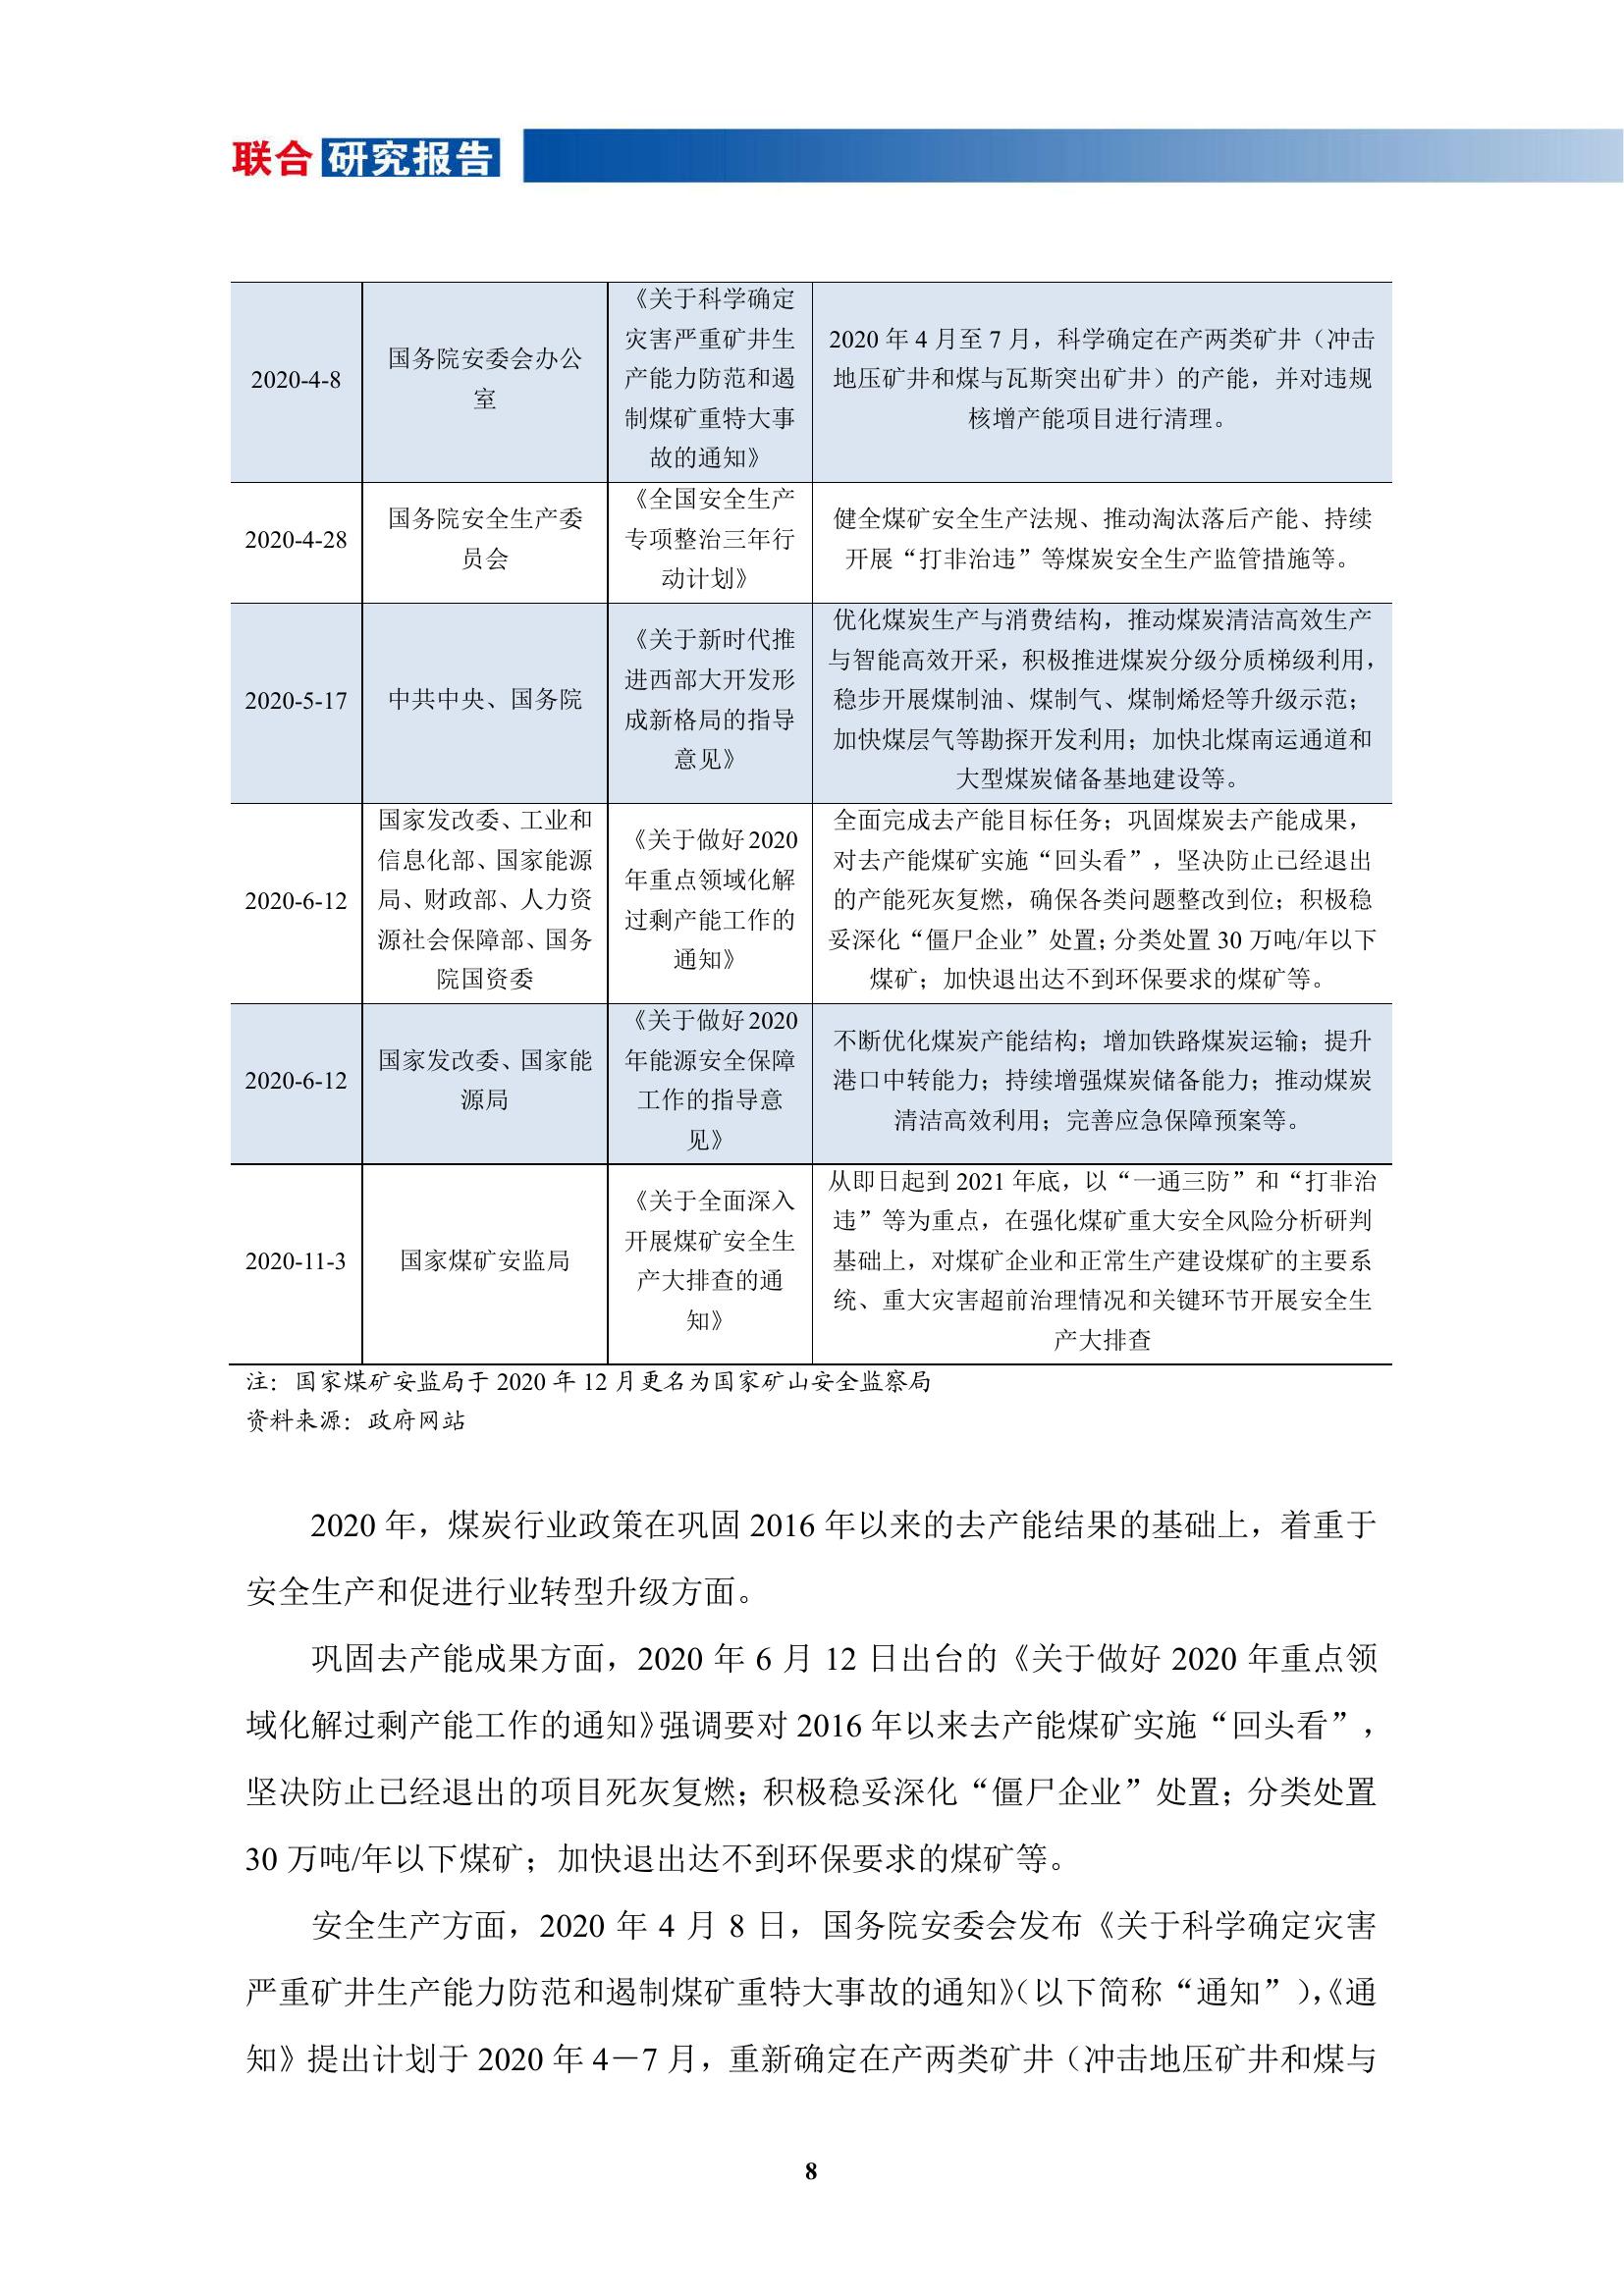 联合 研究报告
2020-4-8
国务院安委会办公
室
《关于科学确定
灾害严重矿井生
产能力防范和遏
制煤矿重特大事
故的通知》
2020 年 4 月至 7 月，科学确定在产两类矿井（冲击
地压矿井和煤与瓦斯突出矿井）的产能，并对违规
核增产能项目进行清理。
2020-4-28
国务院安全生产委
员会
《全国安全生产
专项整治三年行
动计划》
健全煤矿安全生产法规、推动淘汰落后产能、持续
开展“打非治违”等煤炭安全生产监管措施等。
2020-5-17
中共中央、国务院
《关于新时代推
进西部大开发形
成新格局的指导
意见》
优化煤炭生产与消费结构，推动煤炭清洁高效生产
与智能高效开采，积极推进煤炭分级分质梯级利用，
稳步开展煤制油、煤制气、煤制烯烃等升级示范；
加快煤层气等勘探开发利用；加快北煤南运通道和
大型煤炭储备基地建设等。
2020-6-12
国家发改委、工业和
信息化部、国家能源
局、财政部、人力资
源社会保障部、国务
院国资委
《关于做好 2020
年重点领域化解
过剩产能工作的
通知》
全面完成去产能目标任务；巩固煤炭去产能成果，
对去产能煤矿实施“回头看”，坚决防止已经退出
的产能死灰复燃，确保各类问题整改到位；积极稳
妥深化“僵尸企业”处置；分类处置 30 万吨/年以下
煤矿；加快退出达不到环保要求的煤矿等。
2020-6-12
国家发改委、国家能
源局
《关于做好 2020
年能源安全保障
工作的指导意
见》
不断优化煤炭产能结构；增加铁路煤炭运输；提升
港口中转能力；持续增强煤炭储备能力；推动煤炭
清洁高效利用；完善应急保障预案等。
2020-11-3
国家煤矿安监局
《关于全面深入
开展煤矿安全生
产大排查的通
知》
从即日起到 2021 年底，以“一通三防”和“打非治
违”等为重点，在强化煤矿重大安全风险分析研判
基础上，对煤矿企业和正常生产建设煤矿的主要系
统、重大灾害超前治理情况和关键环节开展安全生
产大排查
注：国家煤矿安监局于 2020 年 12 月更名为国家矿山安全监察局
资料来源：政府网站
2020 年，煤炭行业政策在巩固 2016 年以来的去产能结果的基础上，着重于
安全生产和促进行业转型升级方面。
巩固去产能成果方面，2020 年 6 月 12 日出台的《关于做好 2020 年重点领
域化解过剩产能工作的通知》强调要对 2016 年以来去产能煤矿实施“回头看”，
坚决防止已经退出的项目死灰复燃；积极稳妥深化“僵尸企业”处置；分类处置
30 万吨/年以下煤矿；加快退出达不到环保要求的煤矿等。
安全生产方面，2020 年 4 月 8 日，国务院安委会发布《关于科学确定灾害
严重矿井生产能力防范和遏制煤矿重特大事故的通知》（以下简称“通知”），《通
知》提出计划于 2020 年 4－7 月，重新确定在产两类矿井（冲击地压矿井和煤与
8